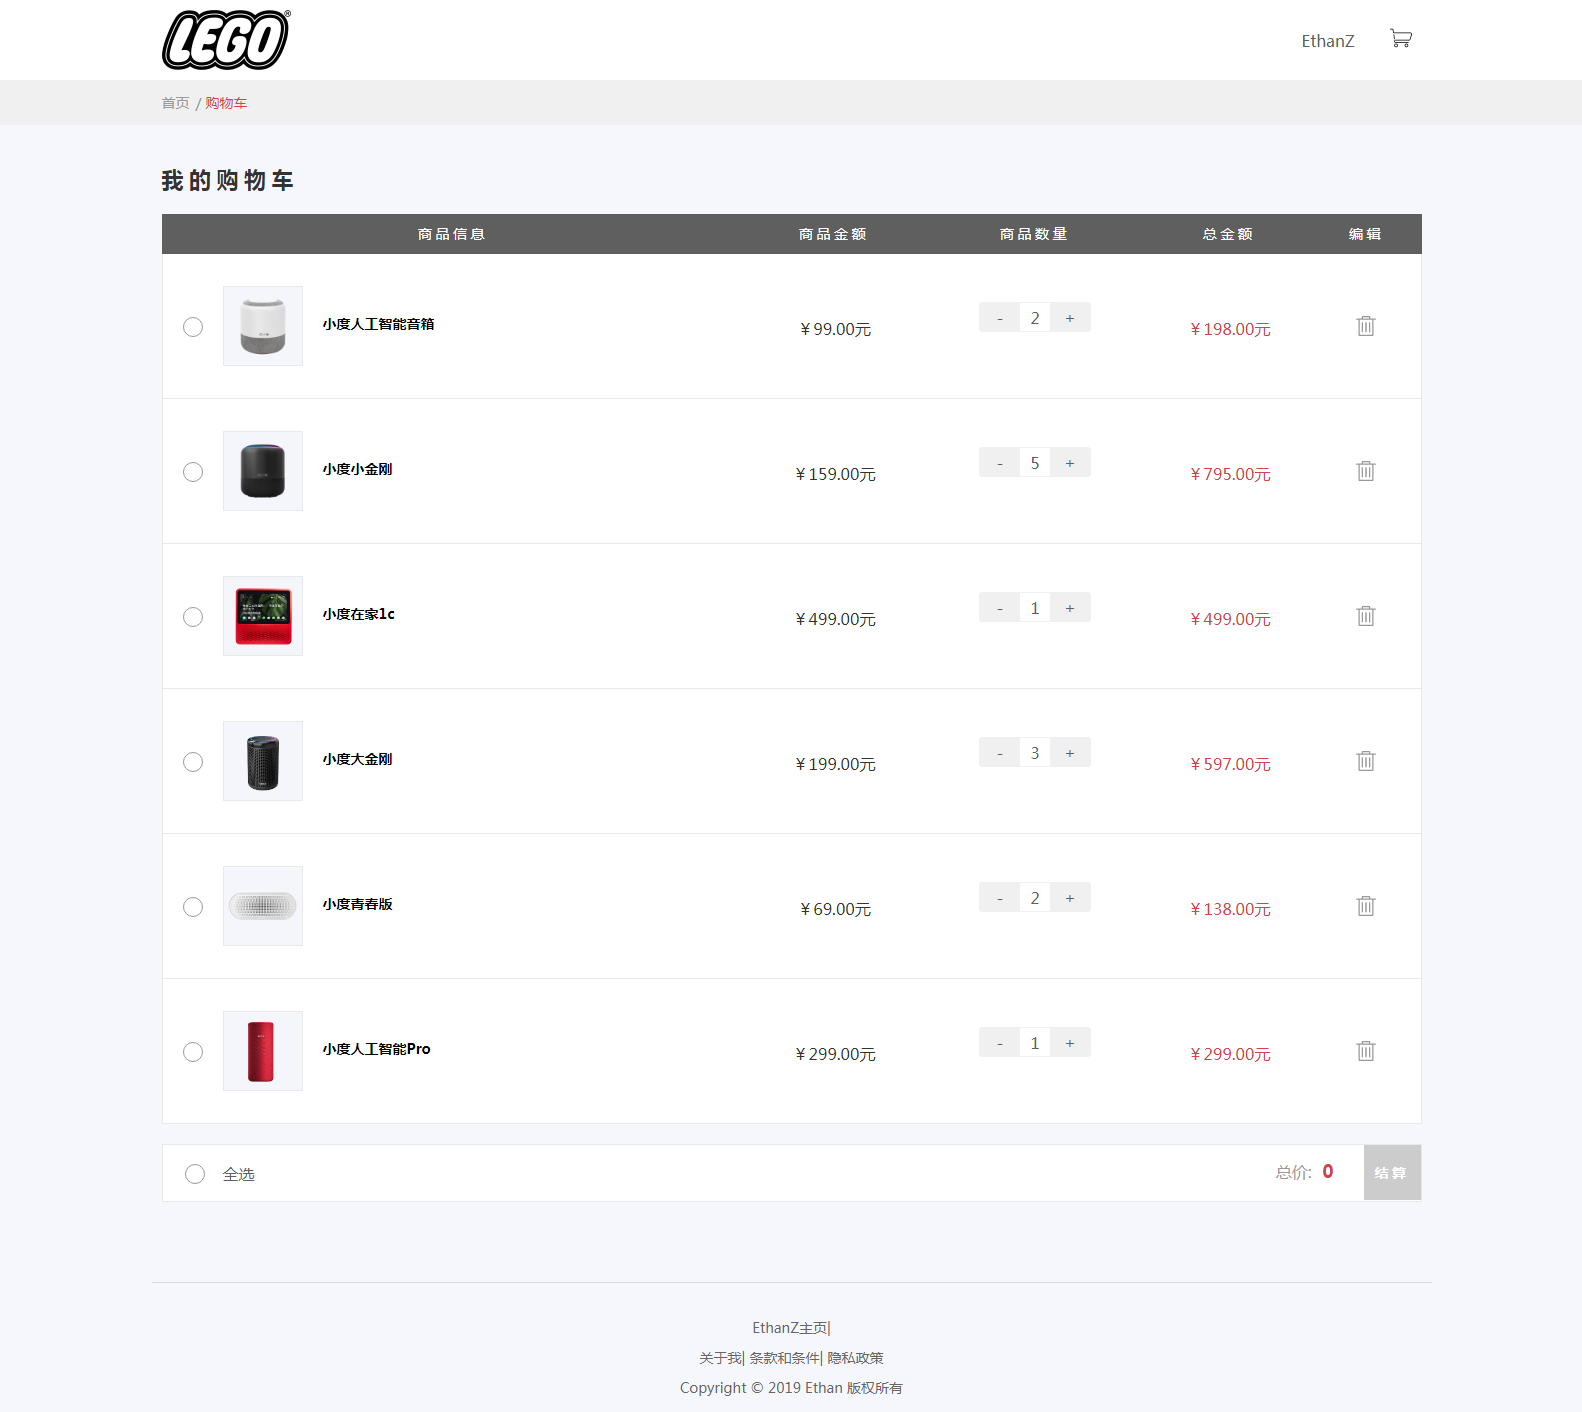 LEGO®
EthanZ
首页 / 购物车
我的购物车
商品信息 商品金额 商品数量 总金额 编辑
小度人工智能音箱 ￥99.00元 - 2 + ￥198.00元
小度小金刚 ￥159.00元 - 5 + ￥795.00元
小度在家1c ￥499.00元 - 1 + ￥499.00元
小度大金刚 ￥199.00元 - 3 + ￥597.00元
小度青春版 ￥69.00元 - 2 + ￥138.00元
小度人工智能Pro ￥299.00元 - 1 + ￥299.00元
全选 总价: 0 结算
EthanZ主页|
关于我| 条款和条件| 隐私政策
Copyright © 2019 Ethan 版权所有